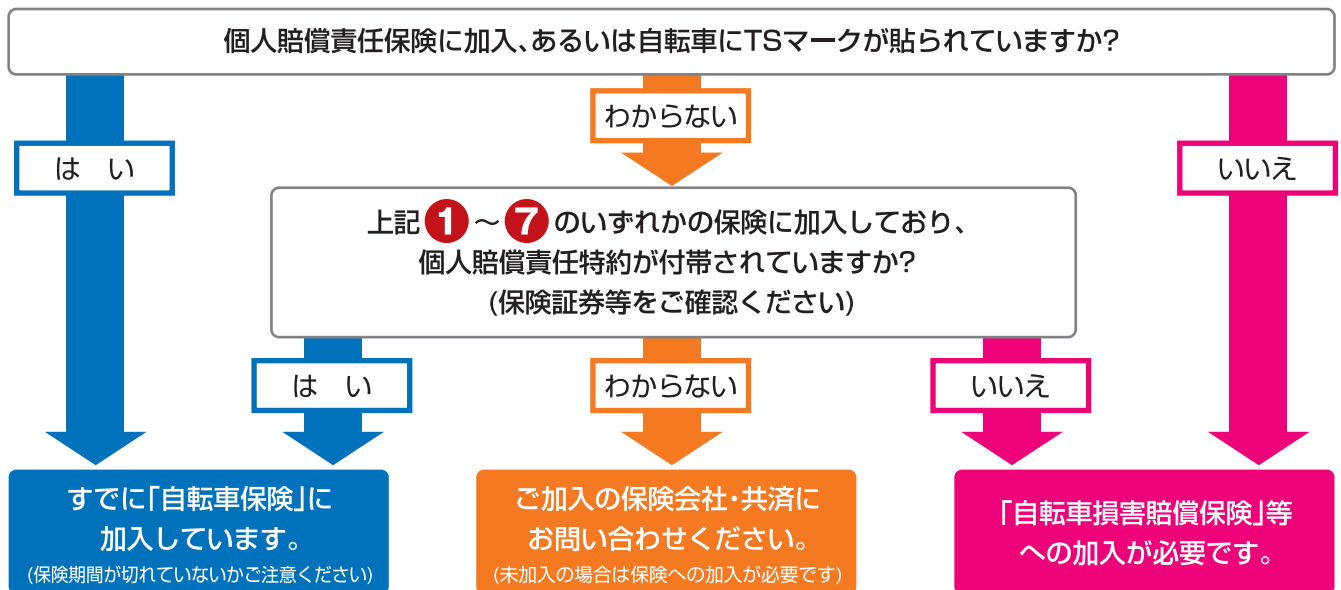 個人賠償責任保険に加入、あるいは自転車にTSマークが貼られていますか?
わからない
は い
いいえ
上記❶～❼のいずれかの保険に加入しており、
個人賠償責任特約が付帯されていますか?
(保険証券等をご確認ください)
は い
わからない
いいえ
すでに「自転車保険」に
加入しています。
(保険期間が切れていないかご注意ください)
ご加入の保険会社・共済に
お問い合わせください。
(未加入の場合は保険への加入が必要です)
「自転車損害賠償保険」等
への加入が必要です。